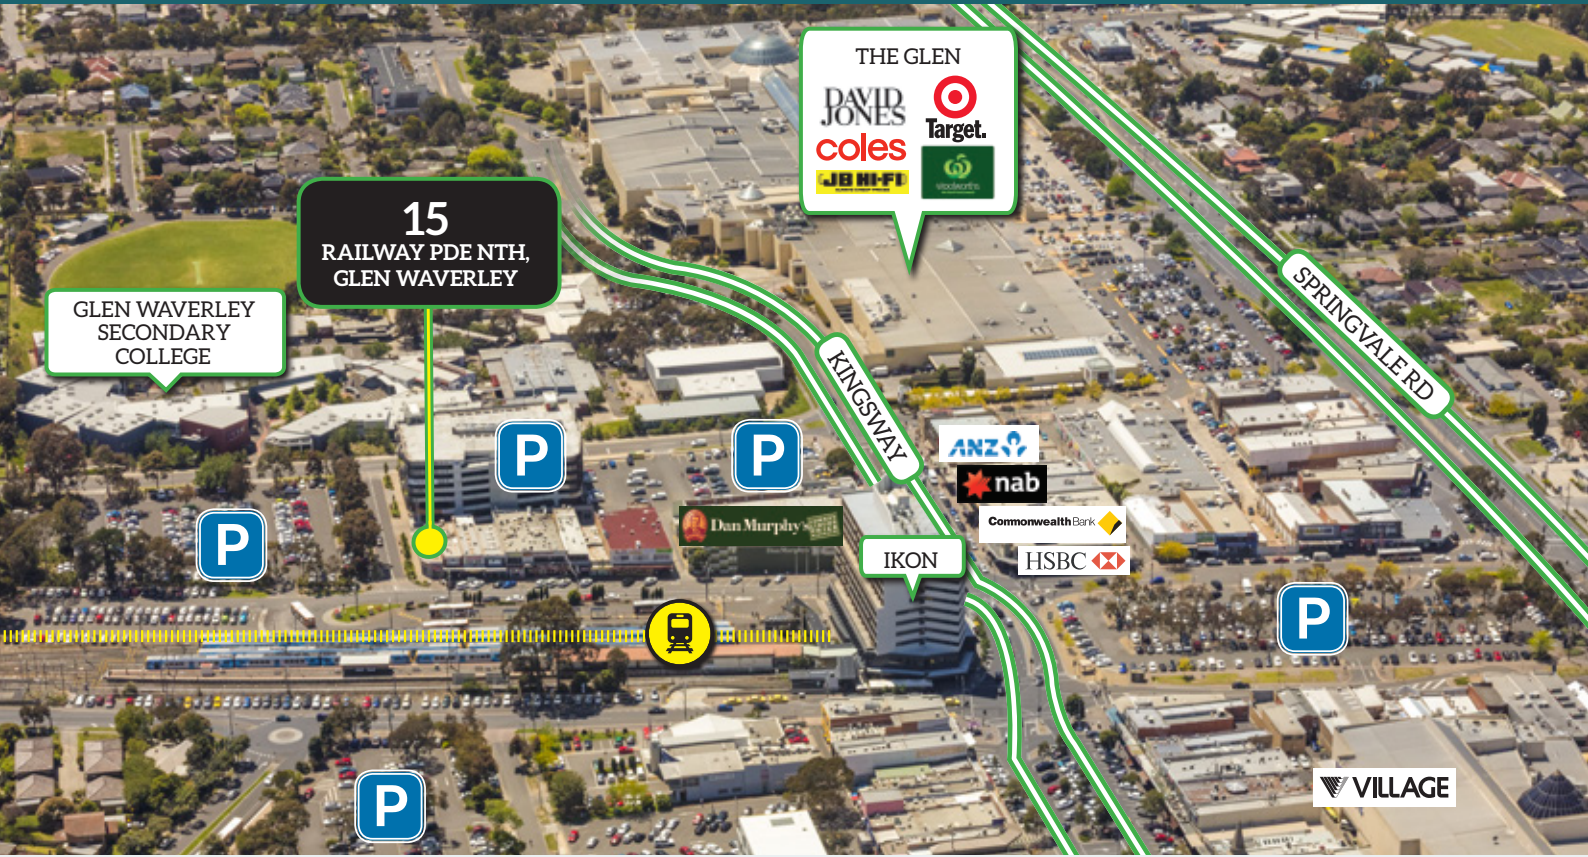 THE GLEN
DAVID
JONES
Target.
coles
JB HI-FI
woolworths
15
RAILWAY PDE NTH,
GLEN WAVERLEY
GLEN WAVERLEY
SECONDARY
COLLEGE
SPRINGVALE RD
KINGSWAY
ANZ
nab
CommonwealthBank
HSBC
P
P
P
Dan Murphy's
IKON
P
P
VILLAGE